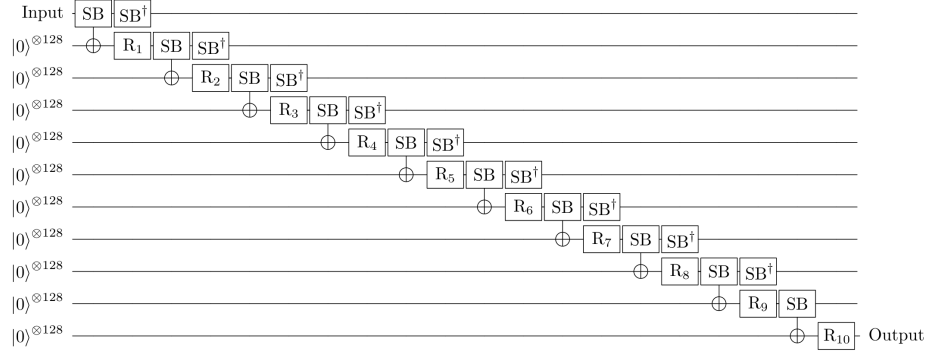 Input SB SB†
|0⟩⊗128 R1 SB SB†
|0⟩⊗128 R2 SB SB†
|0⟩⊗128 R3 SB SB†
|0⟩⊗128 R4 SB SB†
|0⟩⊗128 R5 SB SB†
|0⟩⊗128 R6 SB SB†
|0⟩⊗128 R7 SB SB†
|0⟩⊗128 R8 SB SB†
|0⟩⊗128 R9 SB
|0⟩⊗128 R10 Output